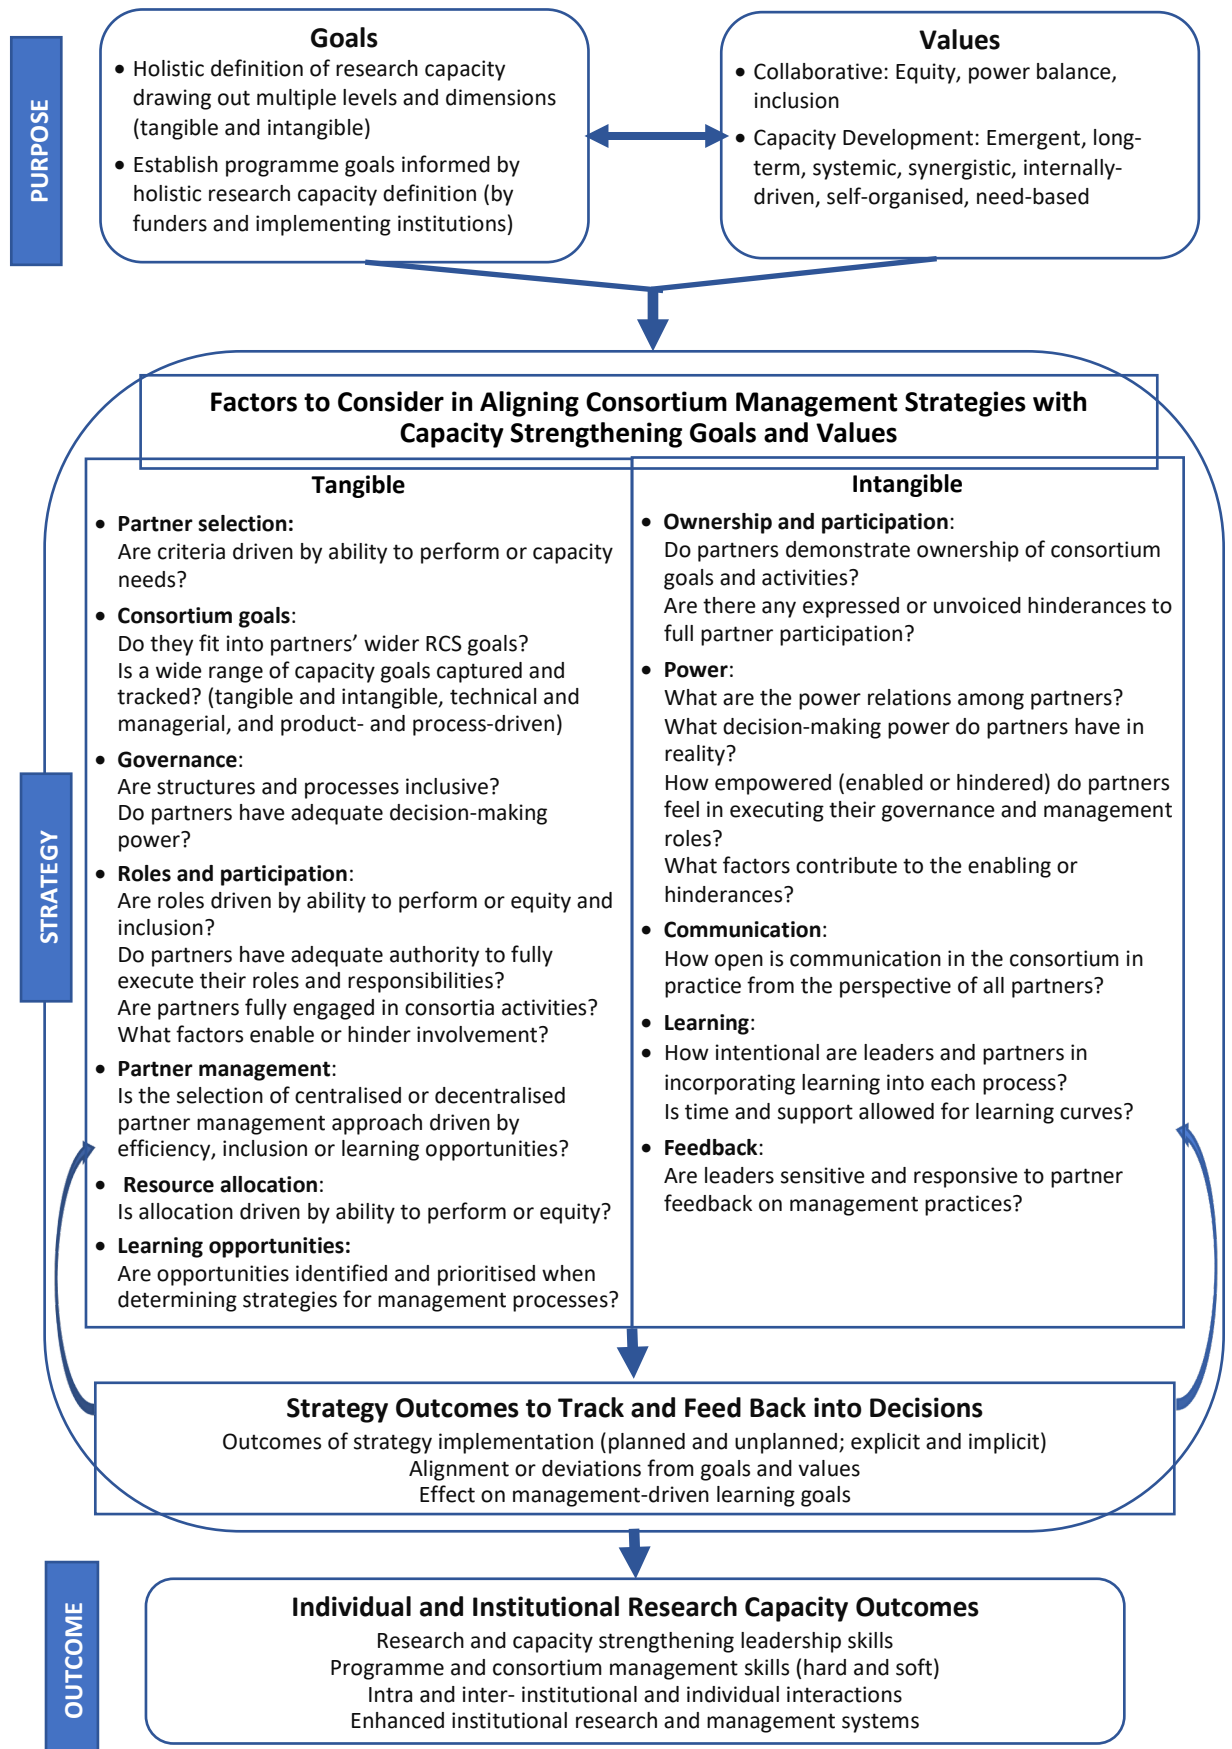 PURPOSE
Goals
• Holistic definition of research capacity
drawing out multiple levels and dimensions
(tangible and intangible)
• Establish programme goals informed by
holistic research capacity definition (by
funders and implementing institutions)
Values
• Collaborative: Equity, power balance,
inclusion
• Capacity Development: Emergent, long-
term, systemic, synergistic, internally-
driven, self-organised, need-based
STRATEGY
Factors to Consider in Aligning Consortium Management Strategies with
Capacity Strengthening Goals and Values
Tangible
• Partner selection:
Are criteria driven by ability to perform or capacity
needs?
• Consortium goals:
Do they fit into partners’ wider RCS goals?
Is a wide range of capacity goals captured and
tracked? (tangible and intangible, technical and
managerial, and product- and process-driven)
• Governance:
Are structures and processes inclusive?
Do partners have adequate decision-making
power?
• Roles and participation:
Are roles driven by ability to perform or equity and
inclusion?
Do partners have adequate authority to fully
execute their roles and responsibilities?
Are partners fully engaged in consortia activities?
What factors enable or hinder involvement?
• Partner management:
Is the selection of centralised or decentralised
partner management approach driven by
efficiency, inclusion or learning opportunities?
• Resource allocation:
Is allocation driven by ability to perform or equity?
• Learning opportunities:
Are opportunities identified and prioritised when
determining strategies for management processes?
Intangible
• Ownership and participation:
Do partners demonstrate ownership of consortium
goals and activities?
Are there any expressed or unvoiced hinderances to
full partner participation?
• Power:
What are the power relations among partners?
What decision-making power do partners have in
reality?
How empowered (enabled or hindered) do partners
feel in executing their governance and management
roles?
What factors contribute to the enabling or
hinderances?
• Communication:
How open is communication in the consortium in
practice from the perspective of all partners?
• Learning:
• How intentional are leaders and partners in
incorporating learning into each process?
Is time and support allowed for learning curves?
• Feedback:
Are leaders sensitive and responsive to partner
feedback on management practices?
Strategy Outcomes to Track and Feed Back into Decisions
Outcomes of strategy implementation (planned and unplanned; explicit and implicit)
Alignment or deviations from goals and values
Effect on management-driven learning goals
OUTCOME
Individual and Institutional Research Capacity Outcomes
Research and capacity strengthening leadership skills
Programme and consortium management skills (hard and soft)
Intra and inter- institutional and individual interactions
Enhanced institutional research and management systems